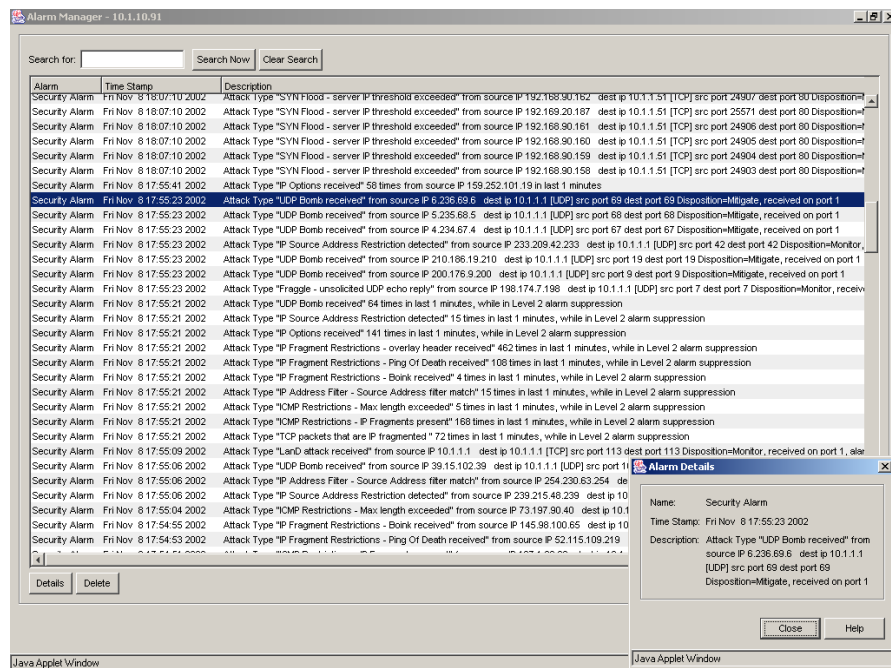 Alarm Manager - 10.1.10.91
Search for:
Search Now
Clear Search
Alarm Time Stamp Description
Security Alarm Fri Nov 8 18:07:10 2002 Attack Type "SYN Flood - server IP threshold exceeded" from source IP 192.168.90.162 dest ip 10.1.1.51 [TCP] src port 24907 dest port 80 Disposition=
Security Alarm Fri Nov 8 18:07:10 2002 Attack Type "SYN Flood - server IP threshold exceeded" from source IP 192.169.20.187 dest ip 10.1.1.51 [TCP] src port 25571 dest port 80 Disposition=
Security Alarm Fri Nov 8 18:07:10 2002 Attack Type "SYN Flood - server IP threshold exceeded" from source IP 192.168.90.161 dest ip 10.1.1.51 [TCP] src port 24906 dest port 80 Disposition=
Security Alarm Fri Nov 8 18:07:10 2002 Attack Type "SYN Flood - server IP threshold exceeded" from source IP 192.168.90.160 dest ip 10.1.1.51 [TCP] src port 24905 dest port 80 Disposition=
Security Alarm Fri Nov 8 18:07:10 2002 Attack Type "SYN Flood - server IP threshold exceeded" from source IP 192.168.90.159 dest ip 10.1.1.51 [TCP] src port 24904 dest port 80 Disposition=
Security Alarm Fri Nov 8 18:07:10 2002 Attack Type "SYN Flood - server IP threshold exceeded" from source IP 192.168.90.158 dest ip 10.1.1.51 [TCP] src port 24903 dest port 80 Disposition=
Security Alarm Fri Nov 8 17:55:41 2002 Attack Type "IP Options received" 58 times from source IP 159.252.101.19 in last 1 minutes
Security Alarm Fri Nov 8 17:55:23 2002 Attack Type "UDP Bomb received" from source IP 6.236.69.6 dest ip 10.1.1.1 [UDP] src port 69 dest port 69 Disposition=Mitigate, received on port 1
Security Alarm Fri Nov 8 17:55:23 2002 Attack Type "UDP Bomb received" from source IP 5.235.68.5 dest ip 10.1.1.1 [UDP] src port 68 dest port 68 Disposition=Mitigate, received on port 1
Security Alarm Fri Nov 8 17:55:23 2002 Attack Type "UDP Bomb received" from source IP 4.234.67.4 dest ip 10.1.1.1 [UDP] src port 67 dest port 67 Disposition=Mitigate, received on port 1
Security Alarm Fri Nov 8 17:55:23 2002 Attack Type "IP Source Address Restriction detected" from source IP 233.209.42.233 dest ip 10.1.1.1 [UDP] src port 42 dest port 42 Disposition=Monitor,
Security Alarm Fri Nov 8 17:55:23 2002 Attack Type "UDP Bomb received" from source IP 210.186.19.210 dest ip 10.1.1.1 [UDP] src port 19 dest port 19 Disposition=Mitigate, received on port 1
Security Alarm Fri Nov 8 17:55:23 2002 Attack Type "UDP Bomb received" from source IP 200.176.9.200 dest ip 10.1.1.1 [UDP] src port 9 dest port 9 Disposition=Mitigate, received on port 1
Security Alarm Fri Nov 8 17:55:23 2002 Attack Type "Fraggle - unsolicited UDP echo reply" from source IP 198.174.7.198 dest ip 10.1.1.1 [UDP] src port 7 dest port 7 Disposition=Monitor, receiv
Security Alarm Fri Nov 8 17:55:21 2002 Attack Type "UDP Bomb received" 64 times in last 1 minutes, while in Level 2 alarm suppression
Security Alarm Fri Nov 8 17:55:21 2002 Attack Type "IP Source Address Restriction detected" 15 times in last 1 minutes, while in Level 2 alarm suppression
Security Alarm Fri Nov 8 17:55:21 2002 Attack Type "IP Options received" 141 times in last 1 minutes, while in Level 2 alarm suppression
Security Alarm Fri Nov 8 17:55:21 2002 Attack Type "IP Fragment Restrictions - overlay header received" 462 times in last 1 minutes, while in Level 2 alarm suppression
Security Alarm Fri Nov 8 17:55:21 2002 Attack Type "IP Fragment Restrictions - Ping Of Death received" 108 times in last 1 minutes, while in Level 2 alarm suppression
Security Alarm Fri Nov 8 17:55:21 2002 Attack Type "IP Fragment Restrictions - Boink received" 4 times in last 1 minutes, while in Level 2 alarm suppression
Security Alarm Fri Nov 8 17:55:21 2002 Attack Type "IP Address Filter - Source Address filter match" 15 times in last 1 minutes, while in Level 2 alarm suppression
Security Alarm Fri Nov 8 17:55:21 2002 Attack Type "ICMP Restrictions - Max length exceeded" 5 times in last 1 minutes, while in Level 2 alarm suppression
Security Alarm Fri Nov 8 17:55:21 2002 Attack Type "ICMP Restrictions - IP Fragments present" 168 times in last 1 minutes, while in Level 2 alarm suppression
Security Alarm Fri Nov 8 17:55:21 2002 Attack Type "TCP packets that are IP fragmented " 72 times in last 1 minutes, while in Level 2 alarm suppression
Security Alarm Fri Nov 8 17:55:09 2002 Attack Type "LanD attack received" from source IP 10.1.1.1 dest ip 10.1.1.1 [TCP] src port 113 dest port 113 Disposition=Monitor, received on port 1, alar
Security Alarm Fri Nov 8 17:55:06 2002 Attack Type "UDP Bomb received" from source IP 39.15.102.39 dest ip 10.1.1.1 [UDP] src port 1
Security Alarm Fri Nov 8 17:55:06 2002 Attack Type "IP Address Filter - Source Address filter match" from source IP 254.230.63.254 de
Security Alarm Fri Nov 8 17:55:06 2002 Attack Type "IP Source Address Restriction detected" from source IP 239.215.48.239 dest ip 10
Security Alarm Fri Nov 8 17:55:04 2002 Attack Type "ICMP Restrictions - Max length exceeded" from source IP 73.197.90.40 dest ip 10.1
Security Alarm Fri Nov 8 17:54:55 2002 Attack Type "IP Fragment Restrictions - Boink received" from source IP 145.98.100.65 dest ip 10
Security Alarm Fri Nov 8 17:54:53 2002 Attack Type "IP Fragment Restrictions - Ping Of Death received" from source IP 52.115.109.219
Details
Delete
Java Applet Window
Alarm Details
Name: Security Alarm
Time Stamp: Fri Nov 8 17:55:23 2002
Description: Attack Type "UDP Bomb received" from
source IP 6.236.69.6 dest ip 10.1.1.1
[UDP] src port 69 dest port 69
Disposition=Mitigate, received on port 1
Close
Help
Java Applet Window